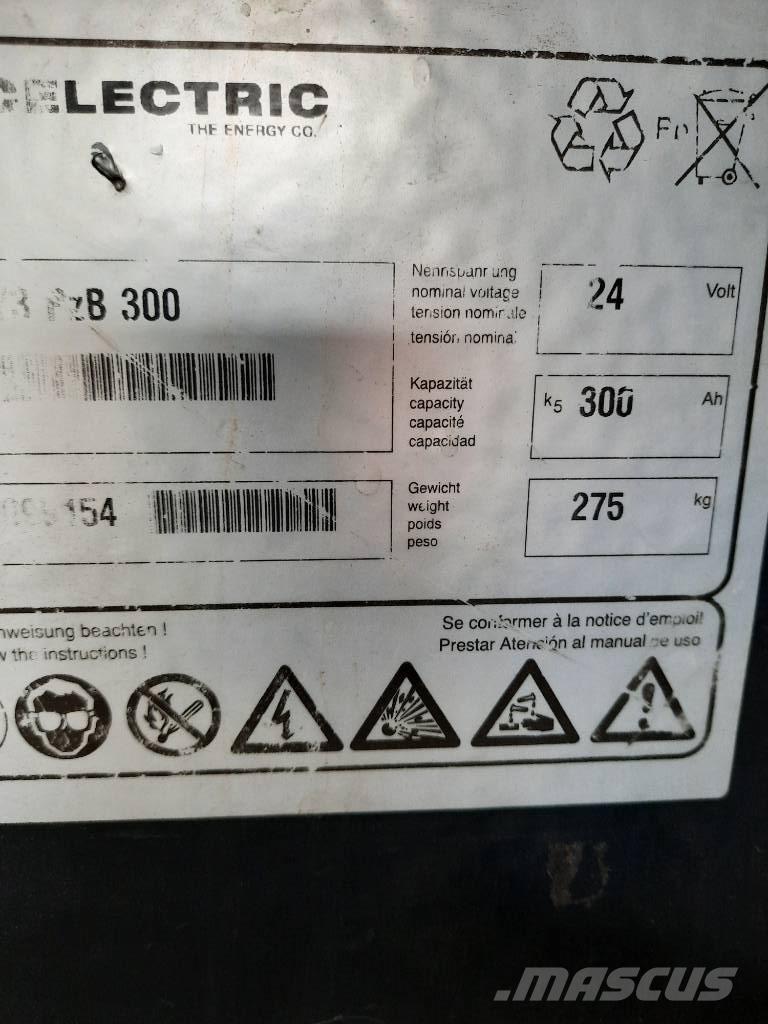 ELECTRIC
THE ENERGY CO.
zB 300
Nennspannung
nominal voltage
tension nominale
tensión nominal
24 Volt
Kapazität
capacity
capacité
capacidad
k5 300 Ah
154
Gewicht
weight
poids
peso
275 kg
nweisung beachten !
w the instructions !
Se conformer à la notice d'emploi!
Prestar Atención al manual de uso
MASCUS